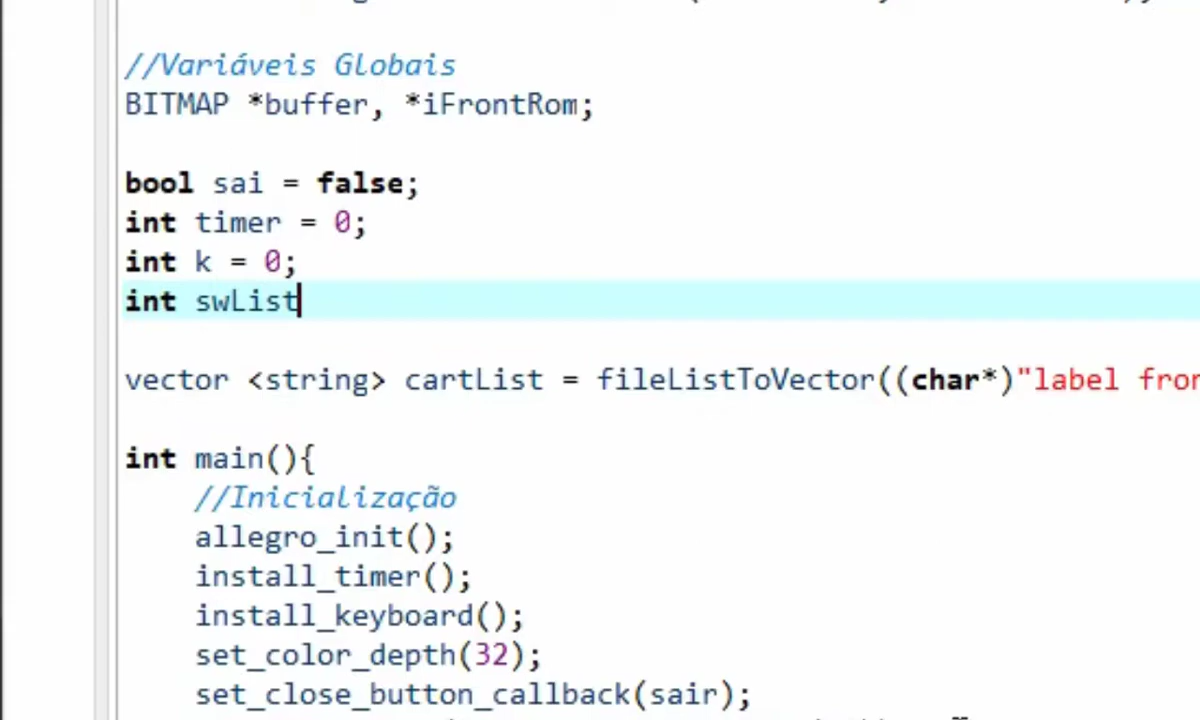 //Variáveis Globais
BITMAP *buffer, *iFrontRom;
bool sai = false;
int timer = 0;
int k = 0;
int swList
vector <string> cartList = fileListToVector((char*)"label fron
int main(){
//Inicialização
allegro_init();
install_timer();
install_keyboard();
set_color_depth(32);
set_close_button_callback(sair);